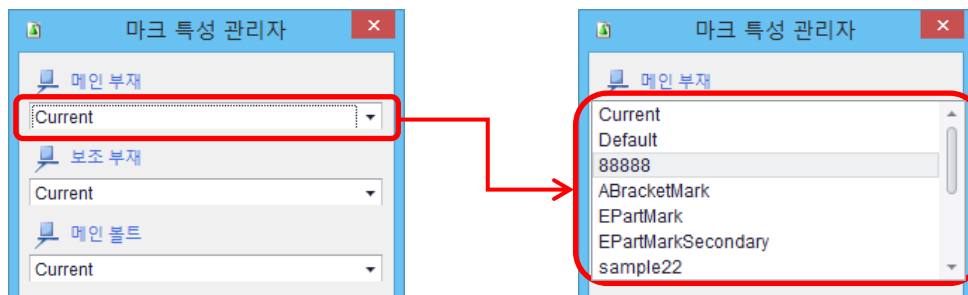 마크 특성 관리자
메인 부재
Current
보조 부재
Current
메인 볼트
Current
마크 특성 관리자
메인 부재
Current
Default
88888
ABracketMark
EPartMark
EPartMarkSecondary
sample22